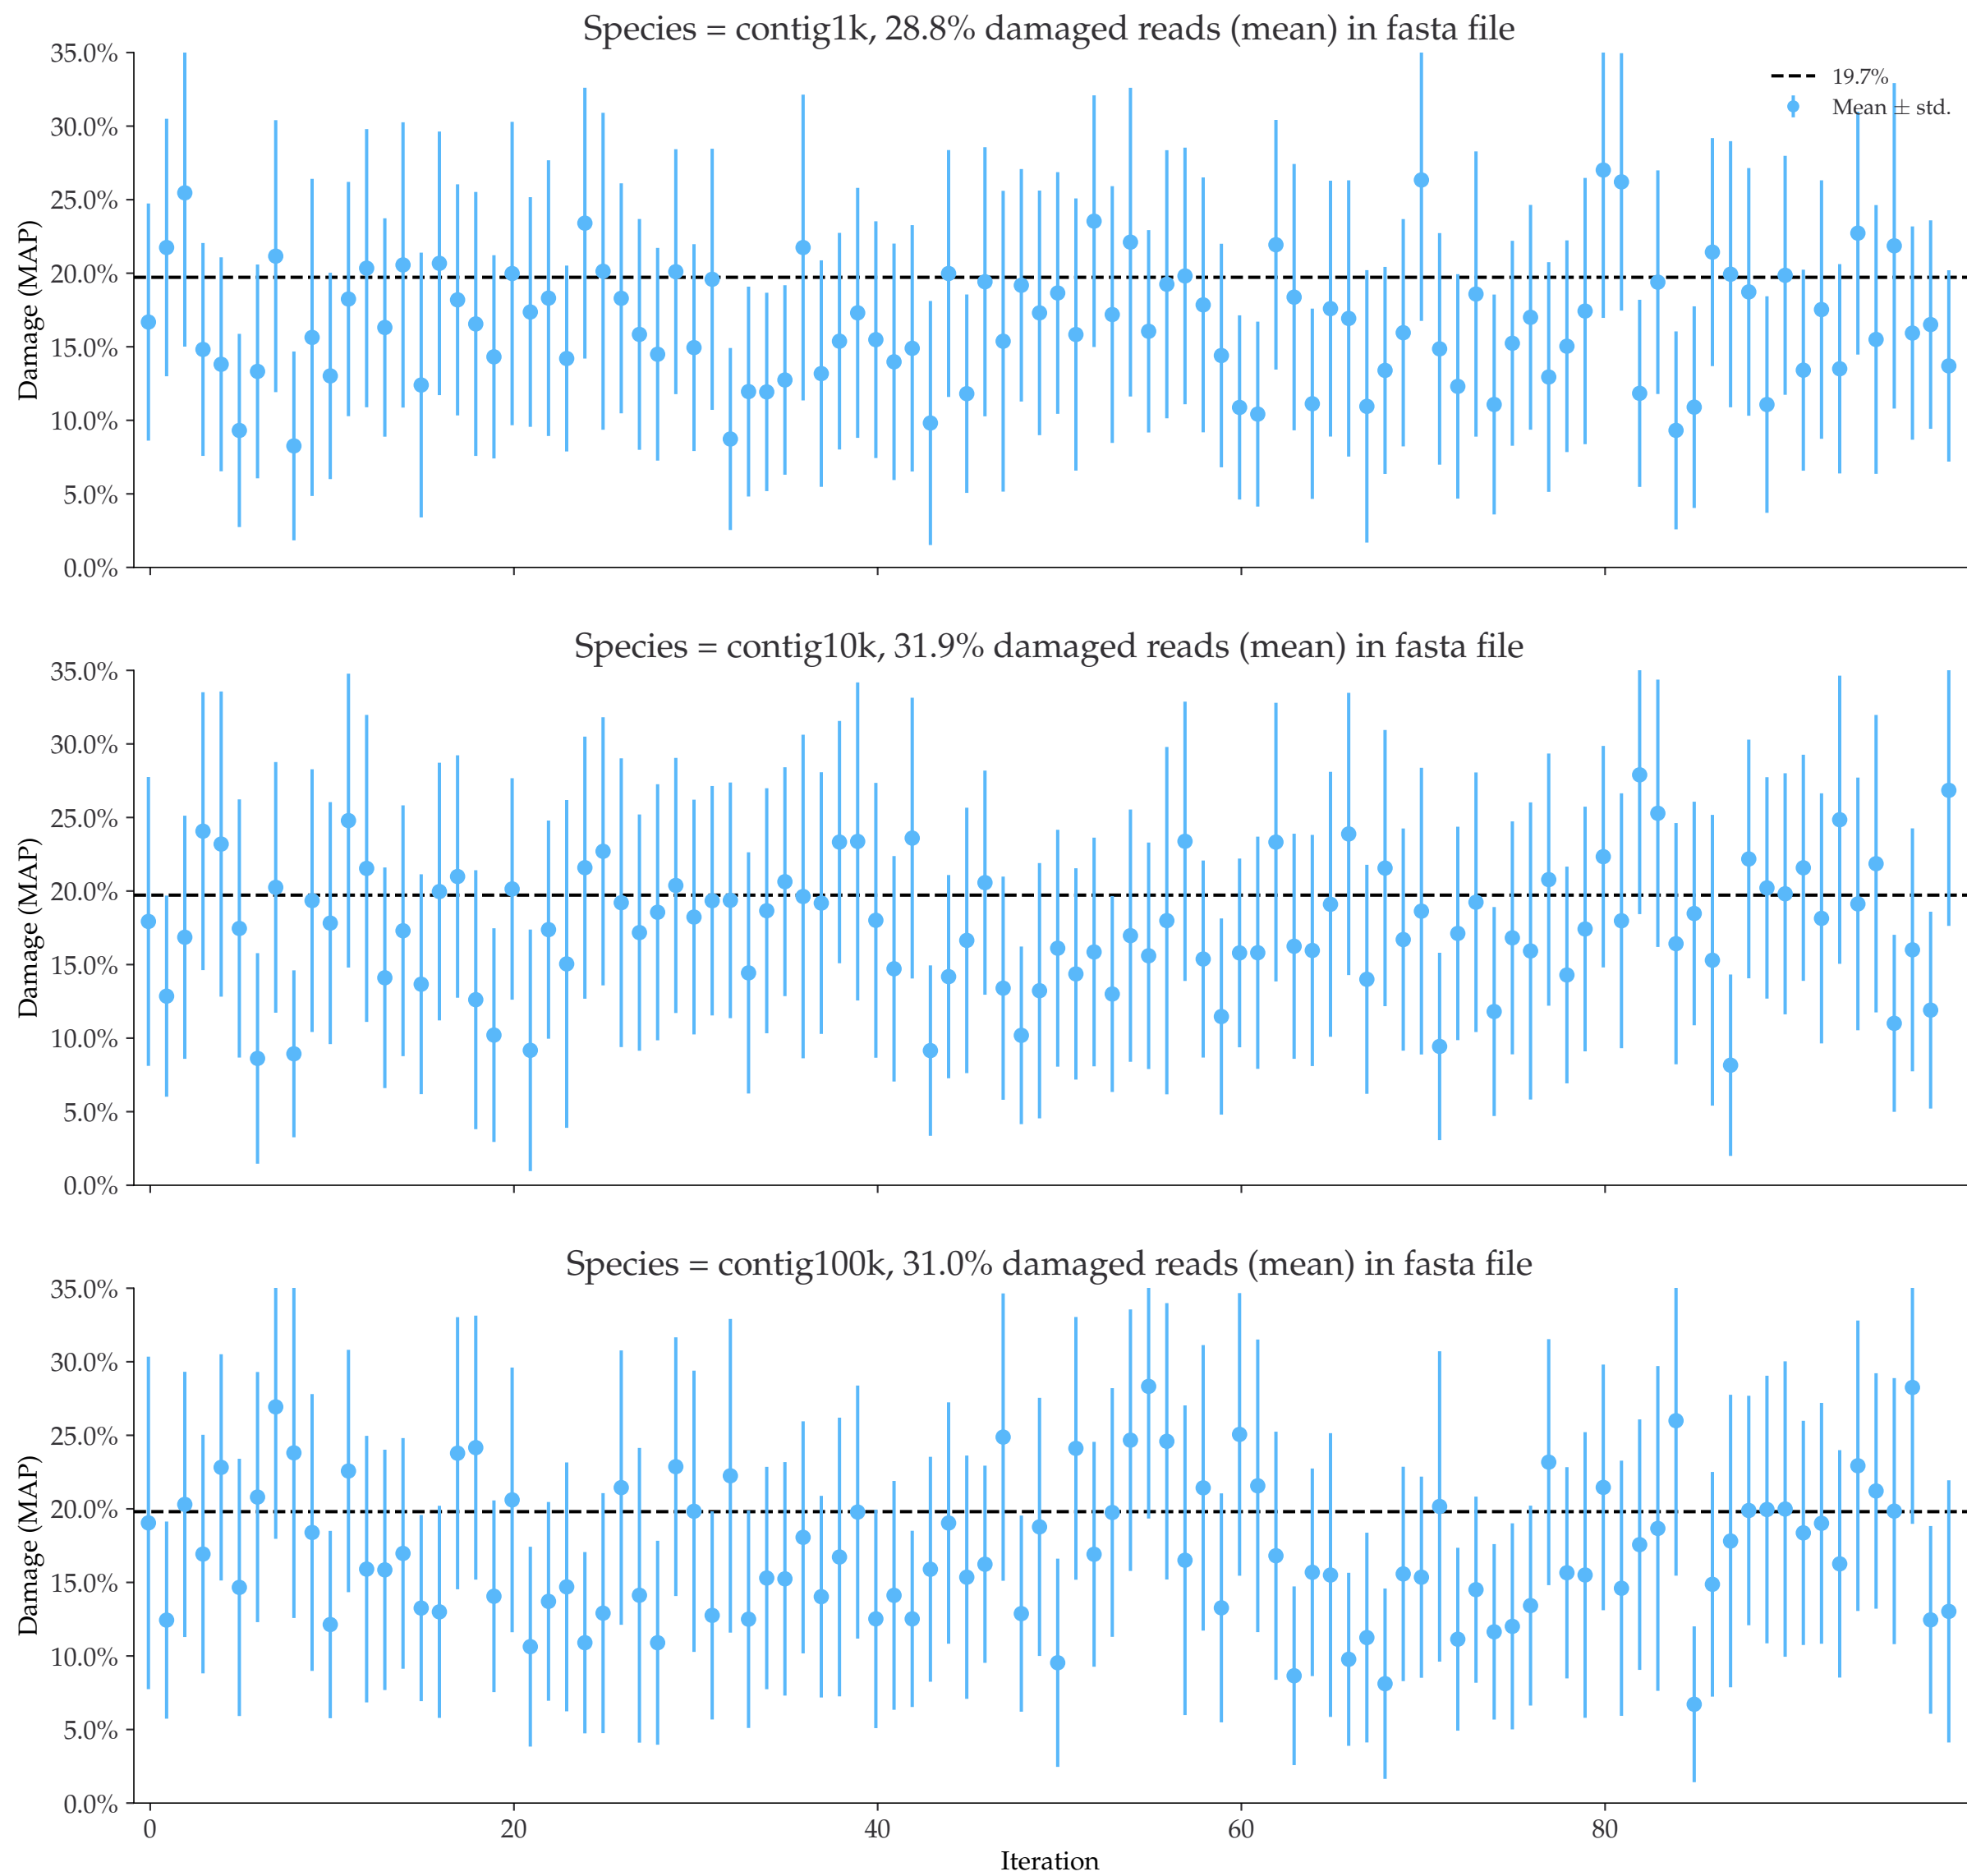 Species = contig1k, 28.8% damaged reads (mean) in fasta file
35.0%
30.0%
25.0%
20.0%
15.0%
10.0%
5.0%
0.0%
Damage (MAP)
19.7%
Mean ± std.
Species = contig10k, 31.9% damaged reads (mean) in fasta file
35.0%
30.0%
25.0%
20.0%
15.0%
10.0%
5.0%
0.0%
Damage (MAP)
Species = contig100k, 31.0% damaged reads (mean) in fasta file
35.0%
30.0%
25.0%
20.0%
15.0%
10.0%
5.0%
0.0%
Damage (MAP)
0 20 40 60 80
Iteration